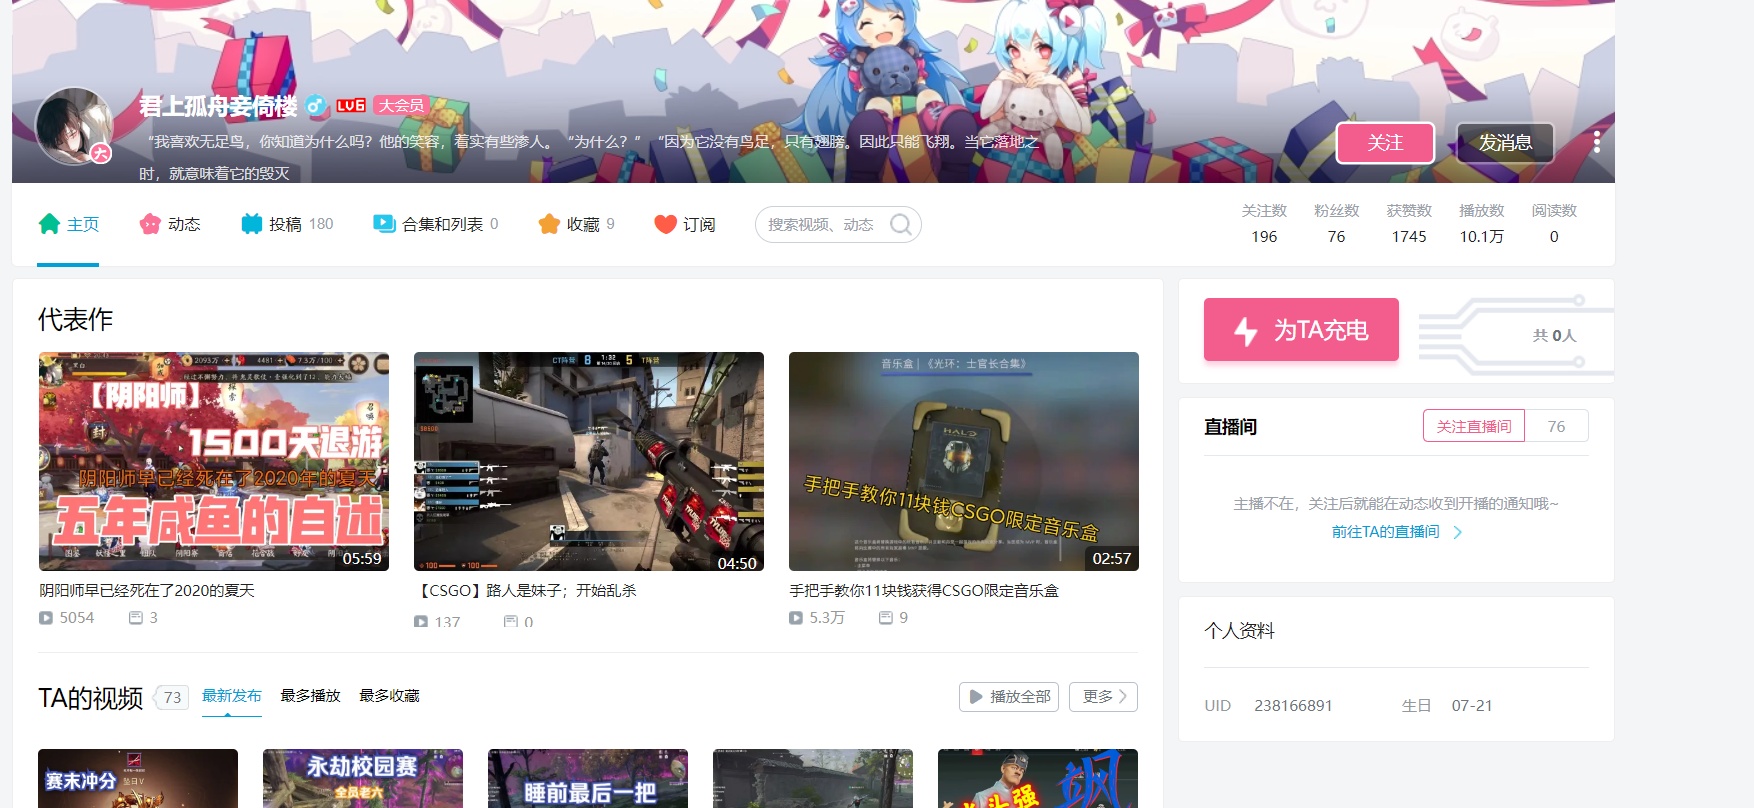 君上孤舟妾倚楼 LV6 大会员
“我喜欢无足鸟，你知道为什么吗？他的笑容，着实有些渗人。 “为什么？” “因为它没有鸟足，只有翅膀。因此只能飞翔。当它落地之
时，就意味着它的毁灭
大
关注
发消息
主页 动态 投稿 180 合集和列表 0 收藏 9 订阅
搜索视频、动态
关注数 粉丝数 获赞数 播放数 阅读数
196 76 1745 10.1万 0
代表作
【阴阳师】
1500天退游
阴阳师早已经死在了2020年的夏天
五年咸鱼的自述
05:59
CT阵营 8 1:32 5 T阵营
04:50
音乐盒 | 《光环：士官长合集》
HALO
手把手教你11块钱CSGO限定音乐盒
02:57
阴阳师早已经死在了2020的夏天
5054 3
【CSGO】路人是妹子；开始乱杀
137 0
手把手教你11块钱获得CSGO限定音乐盒
5.3万 9
TA的视频 73 最新发布 最多播放 最多收藏
播放全部
更多
赛末冲分
坠日 V
永劫校园赛
全员老六
睡前最后一把
飒
为TA充电
共 0人
直播间
关注直播间 76
主播不在，关注后就能在动态收到开播的通知哦~
前往TA的直播间
个人资料
UID 238166891 生日 07-21